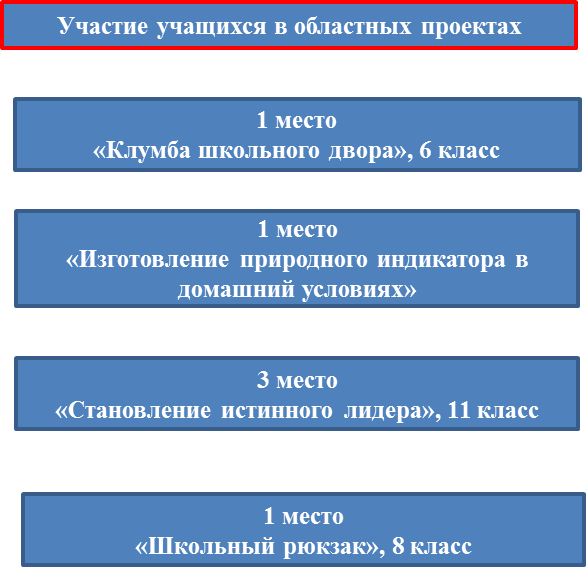 Участие учащихся в областных проектах
1 место
«Клумба школьного двора», 6 класс
1 место
«Изготовление природного индикатора в
домашний условиях»
3 место
«Становление истинного лидера», 11 класс
1 место
«Школьный рюкзак», 8 класс